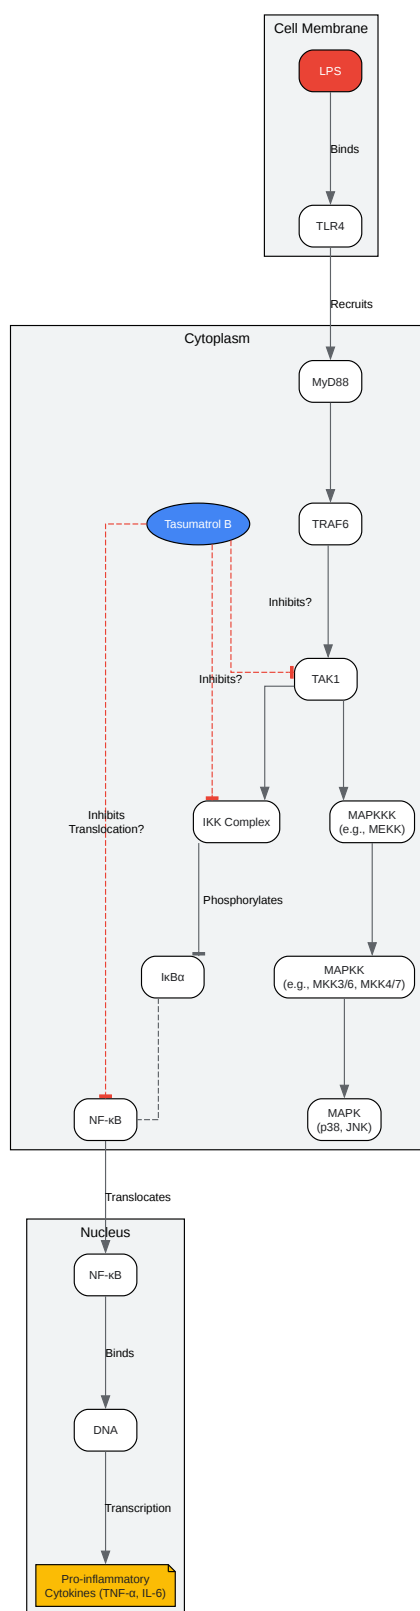 Cell Membrane
LPS
Binds
TLR4
Recruits
Cytoplasm
MyD88
Tasumatrol B
TRAF6
Inhibits?
Inhibits?
TAK1
Inhibits
Translocation?
IKK Complex
MAPKKK
(e.g., MEKK)
Phosphorylates
IκBα
MAPKK
(e.g., MKK3/6, MKK4/7)
NF-κB
MAPK
(p38, JNK)
Translocates
Nucleus
NF-κB
Binds
DNA
Transcription
Pro-inflammatory
Cytokines (TNF-α, IL-6)